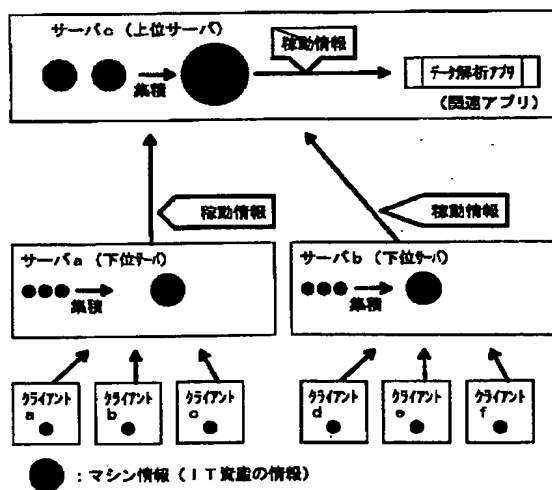 サーバc（上位サーバ）
稼動情報
集積
データ解析アプリ
（関連アプリ）
稼動情報
稼動情報
サーバa（下位サーバ）
集積
サーバb（下位サーバ）
集積
クライアント
a
クライアント
b
クライアント
c
クライアント
d
クライアント
e
クライアント
f
：マシン情報（IT資産の情報）